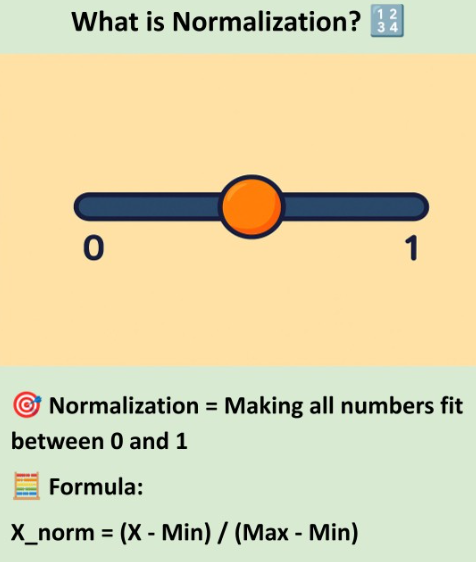 What is Normalization? 🔢
0 1
🎯 Normalization = Making all numbers fit
between 0 and 1
🧮 Formula:
X_norm = (X - Min) / (Max - Min)